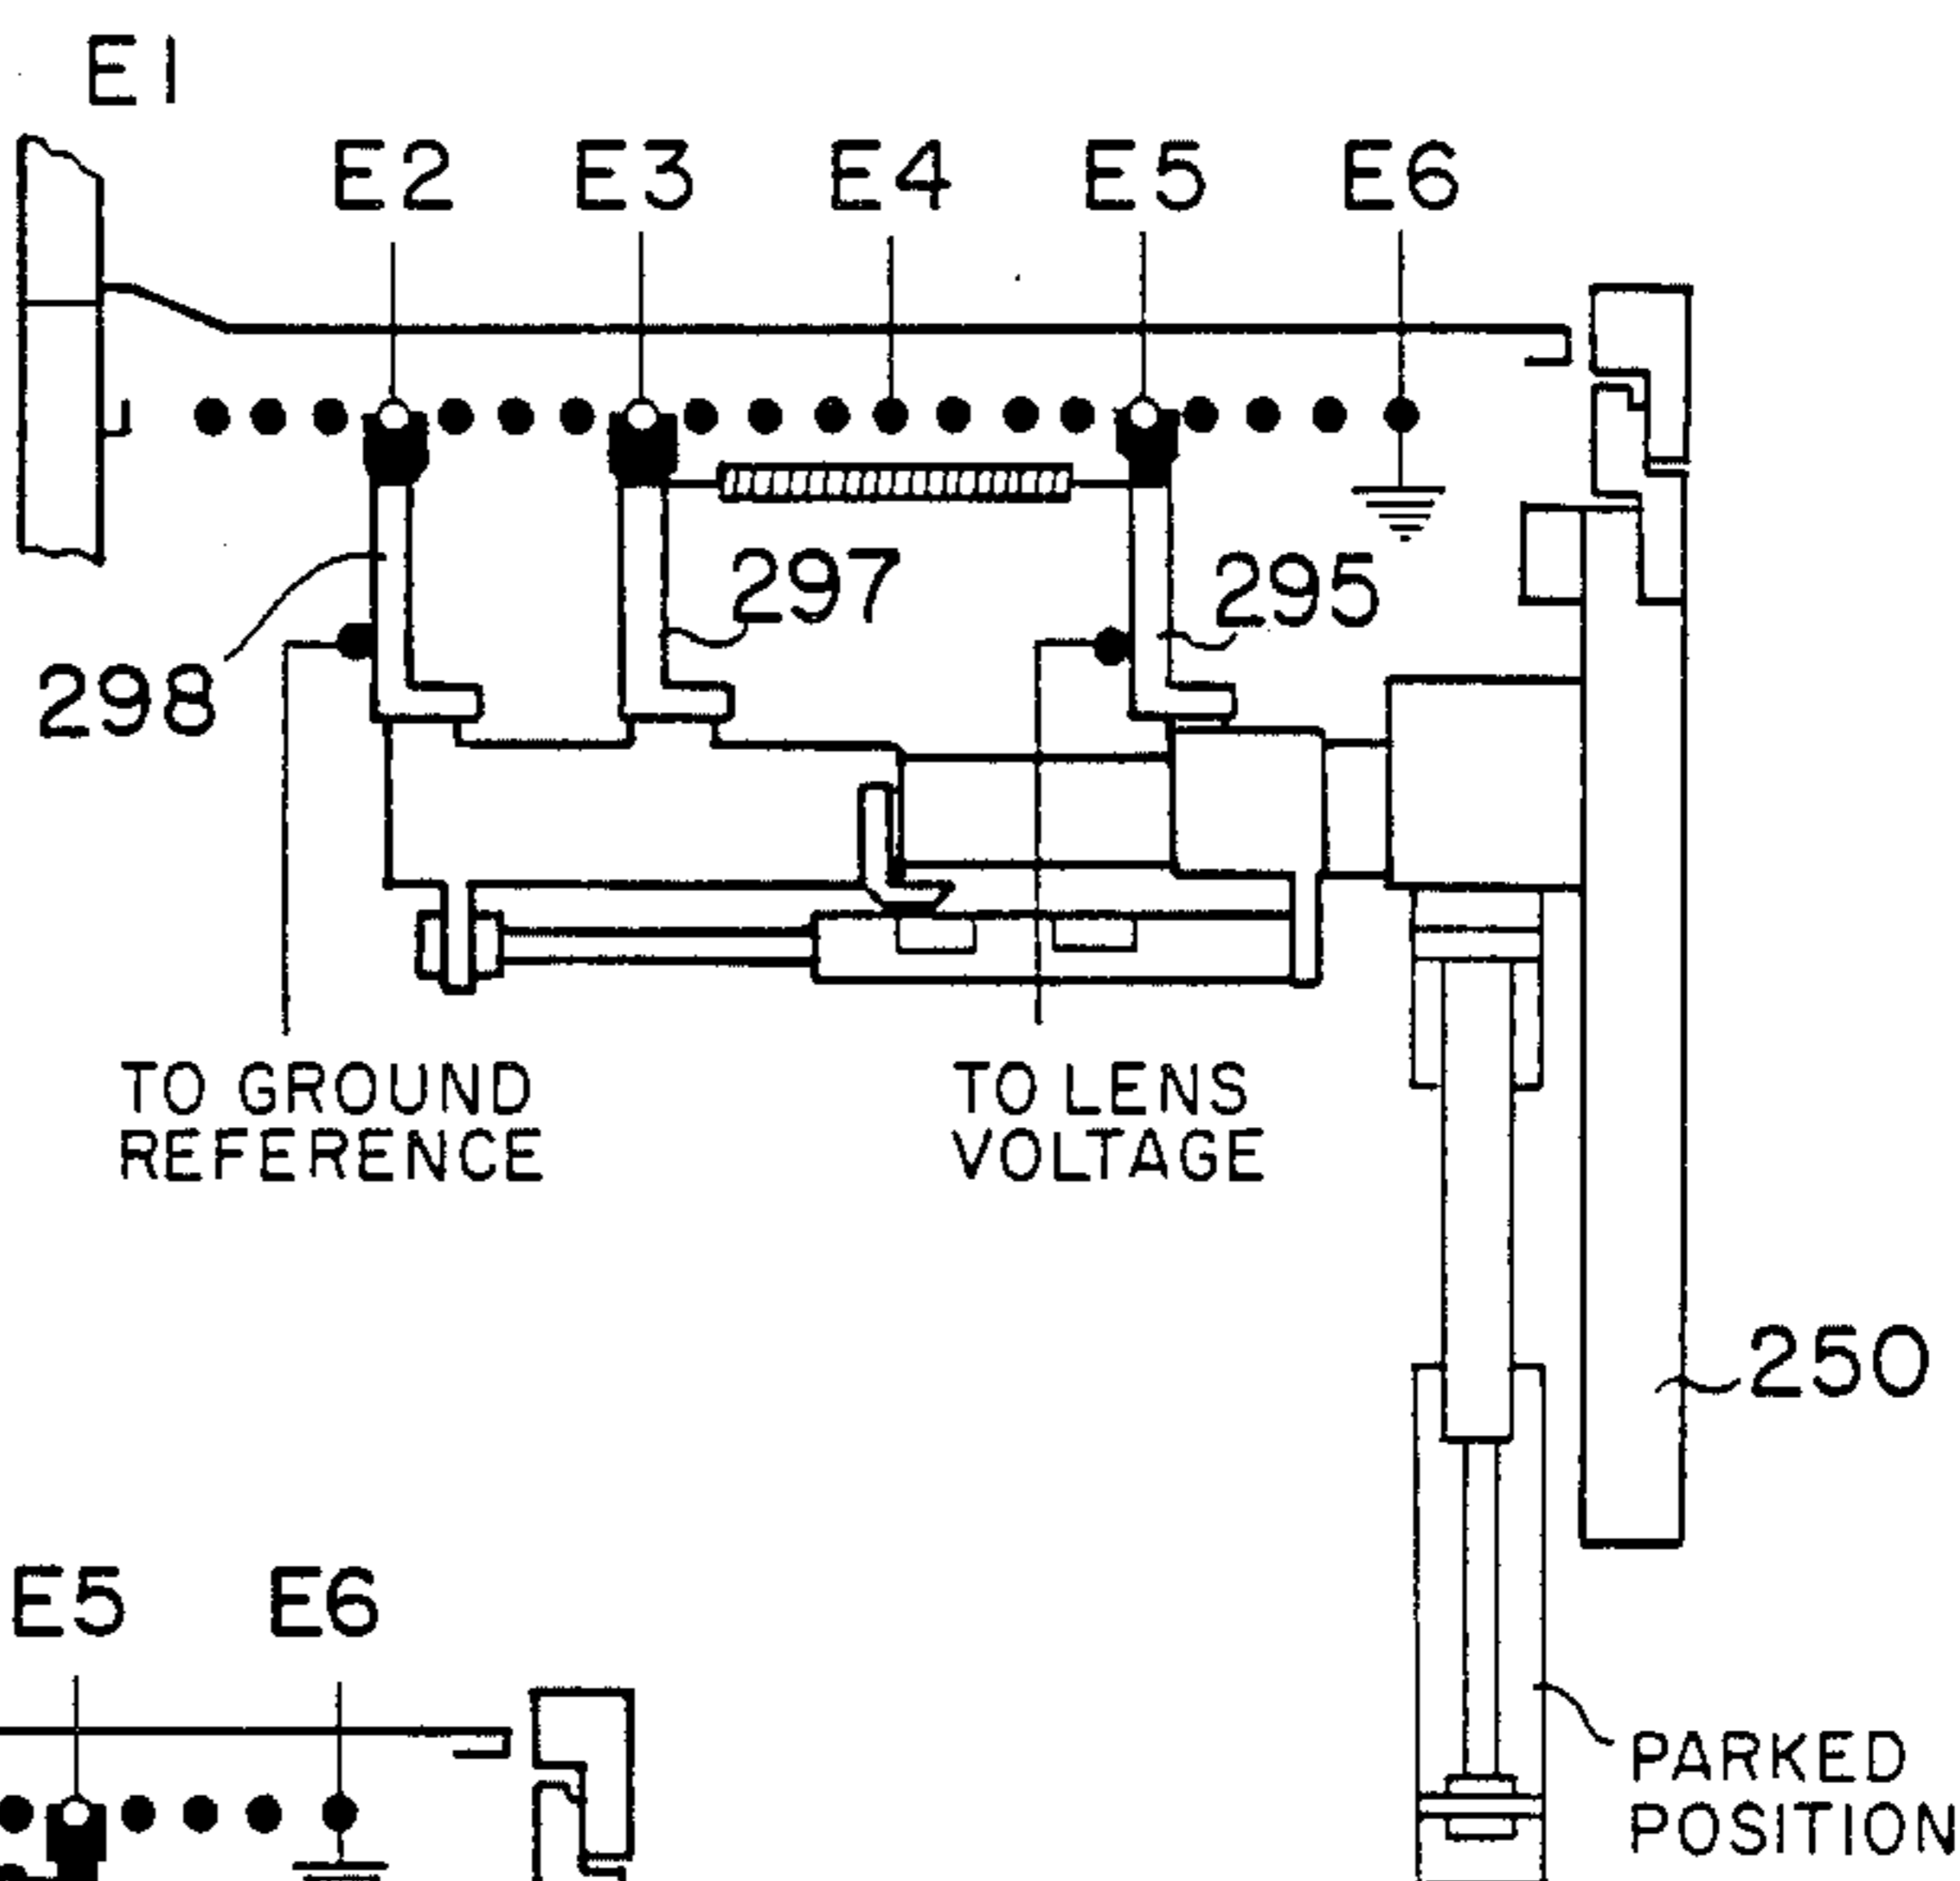 E1
E2 E3 E4 E5 E6
297 295
298
TO GROUND
REFERENCE
TO LENS
VOLTAGE
250
E5 E6
PARKED
POSITION